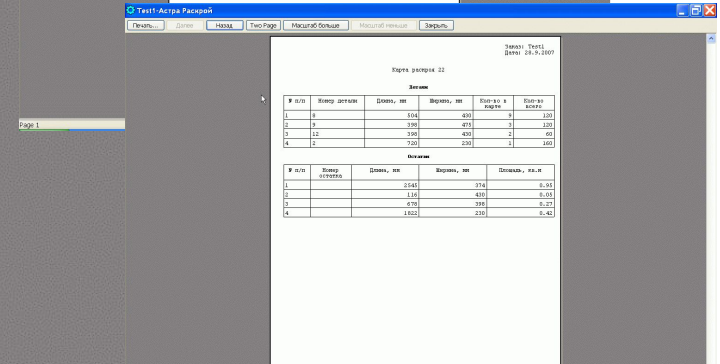 Test1-Астра Раскрой
Печать... Далее Назад Two Page Масштаб больше Масштаб меньше Закрыть
Заказ: Test1
Дата: 28.9.2007
Карта раскроя 22
Детали
№ п/п Номер детали Длина, мм Ширина, мм Кол-во в карте Кол-во всего
1 8 504 430 9 120
2 9 398 475 3 120
3 12 398 430 2 60
4 2 720 230 1 160
Остатки
№ п/п Номер остатка Длина, мм Ширина, мм Площадь, кв.м
1 2545 374 0.95
2 116 430 0.05
3 678 398 0.27
4 1822 230 0.42
Page 1